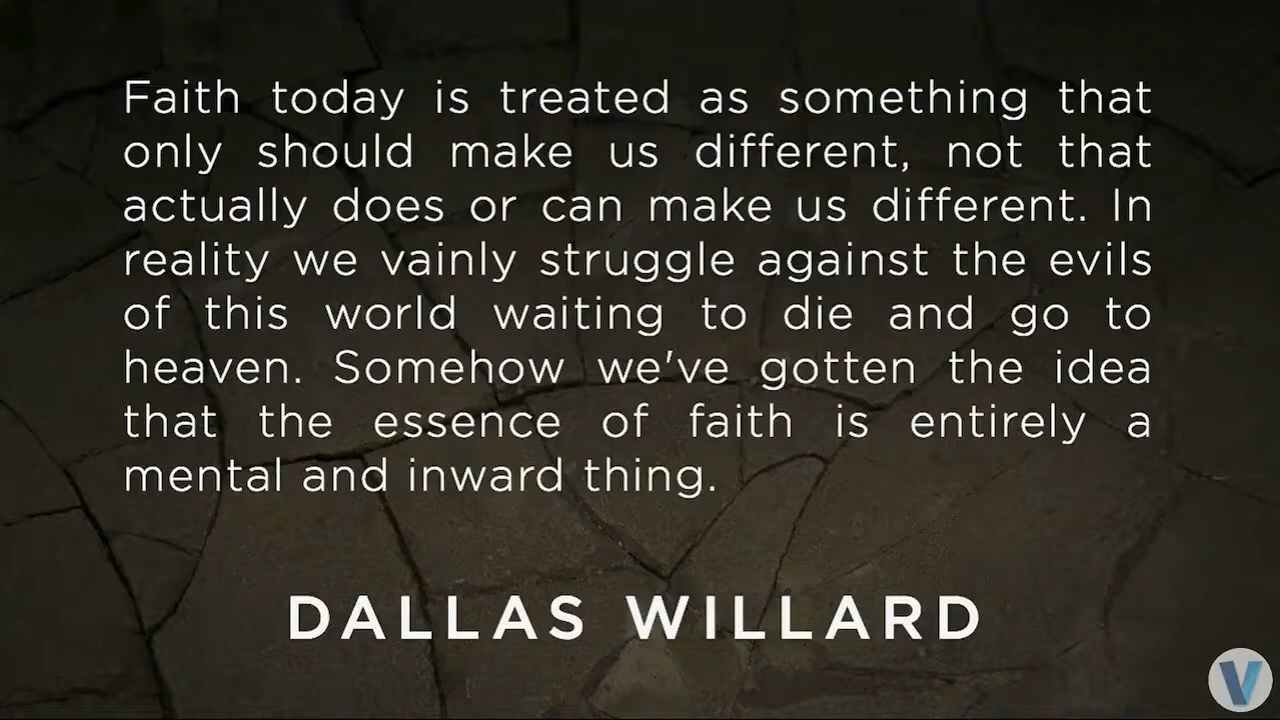 Faith today is treated as something that
only should make us different, not that
actually does or can make us different. In
reality we vainly struggle against the evils
of this world waiting to die and go to
heaven. Somehow we've gotten the idea
that the essence of faith is entirely a
mental and inward thing.
DALLAS WILLARD
V